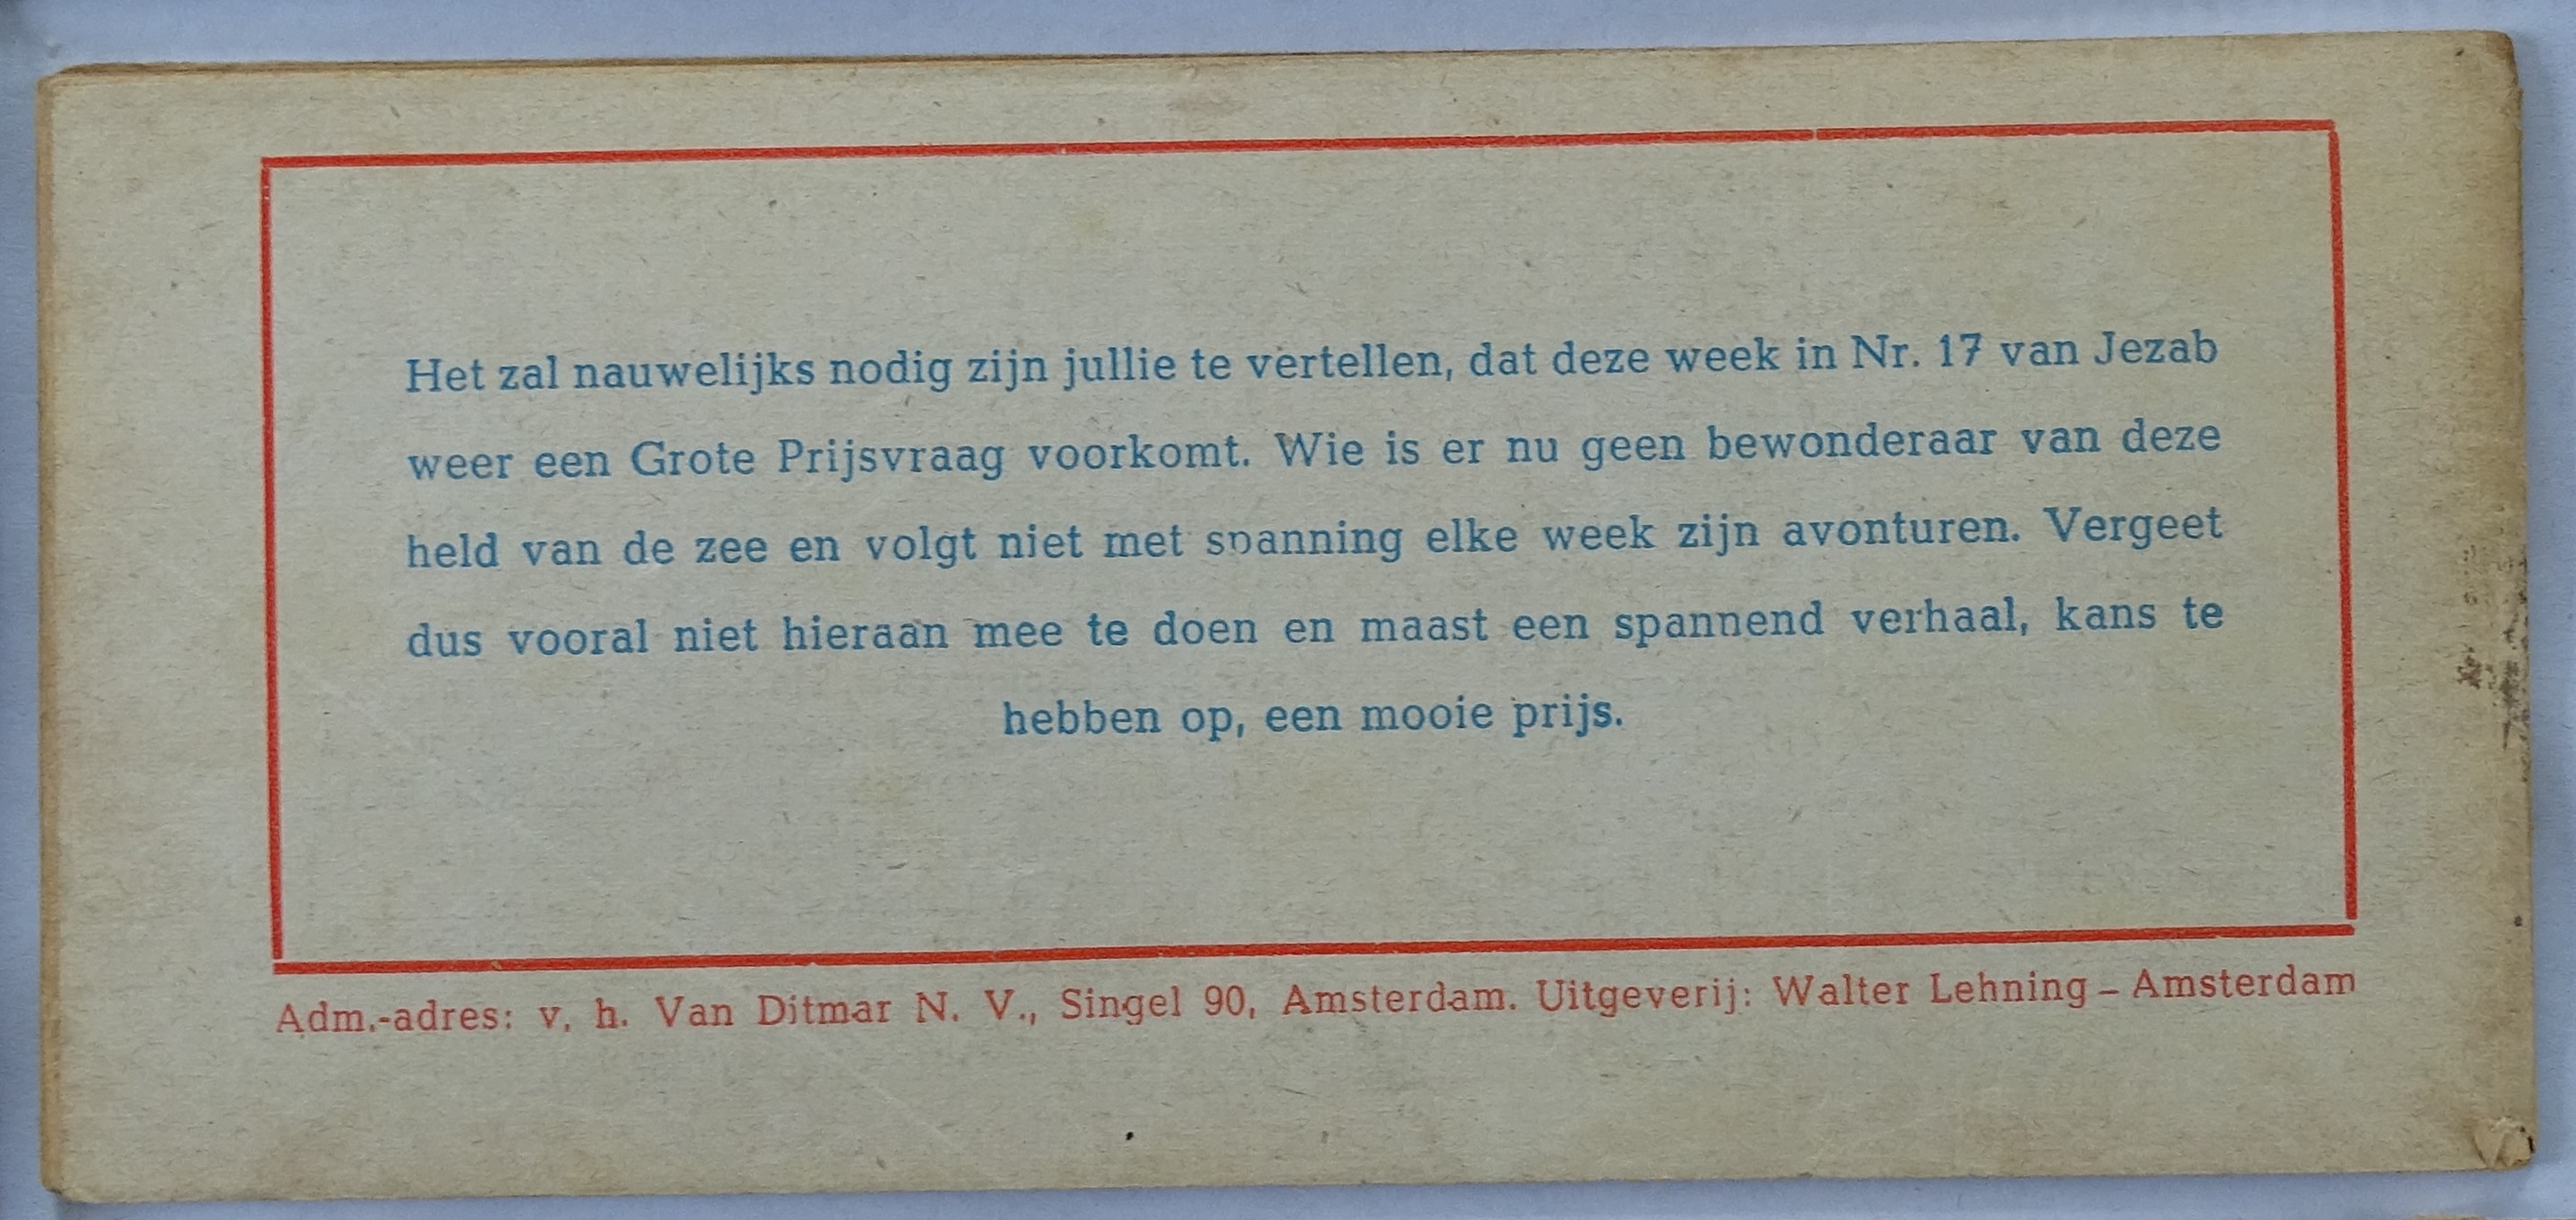 Het zal nauwelijks nodig zijn jullie te vertellen, dat deze week in Nr. 17 van Jezab
weer een Grote Prijsvraag voorkomt. Wie is er nu geen bewonderaar van deze
held van de zee en volgt niet met spanning elke week zijn avonturen. Vergeet
dus vooral niet hieraan mee te doen en maast een spannend verhaal, kans te
hebben op, een mooie prijs.
Adm.-adres: v. h. Van Ditmar N. V., Singel 90, Amsterdam. Uitgeverij: Walter Lehning – Amsterdam